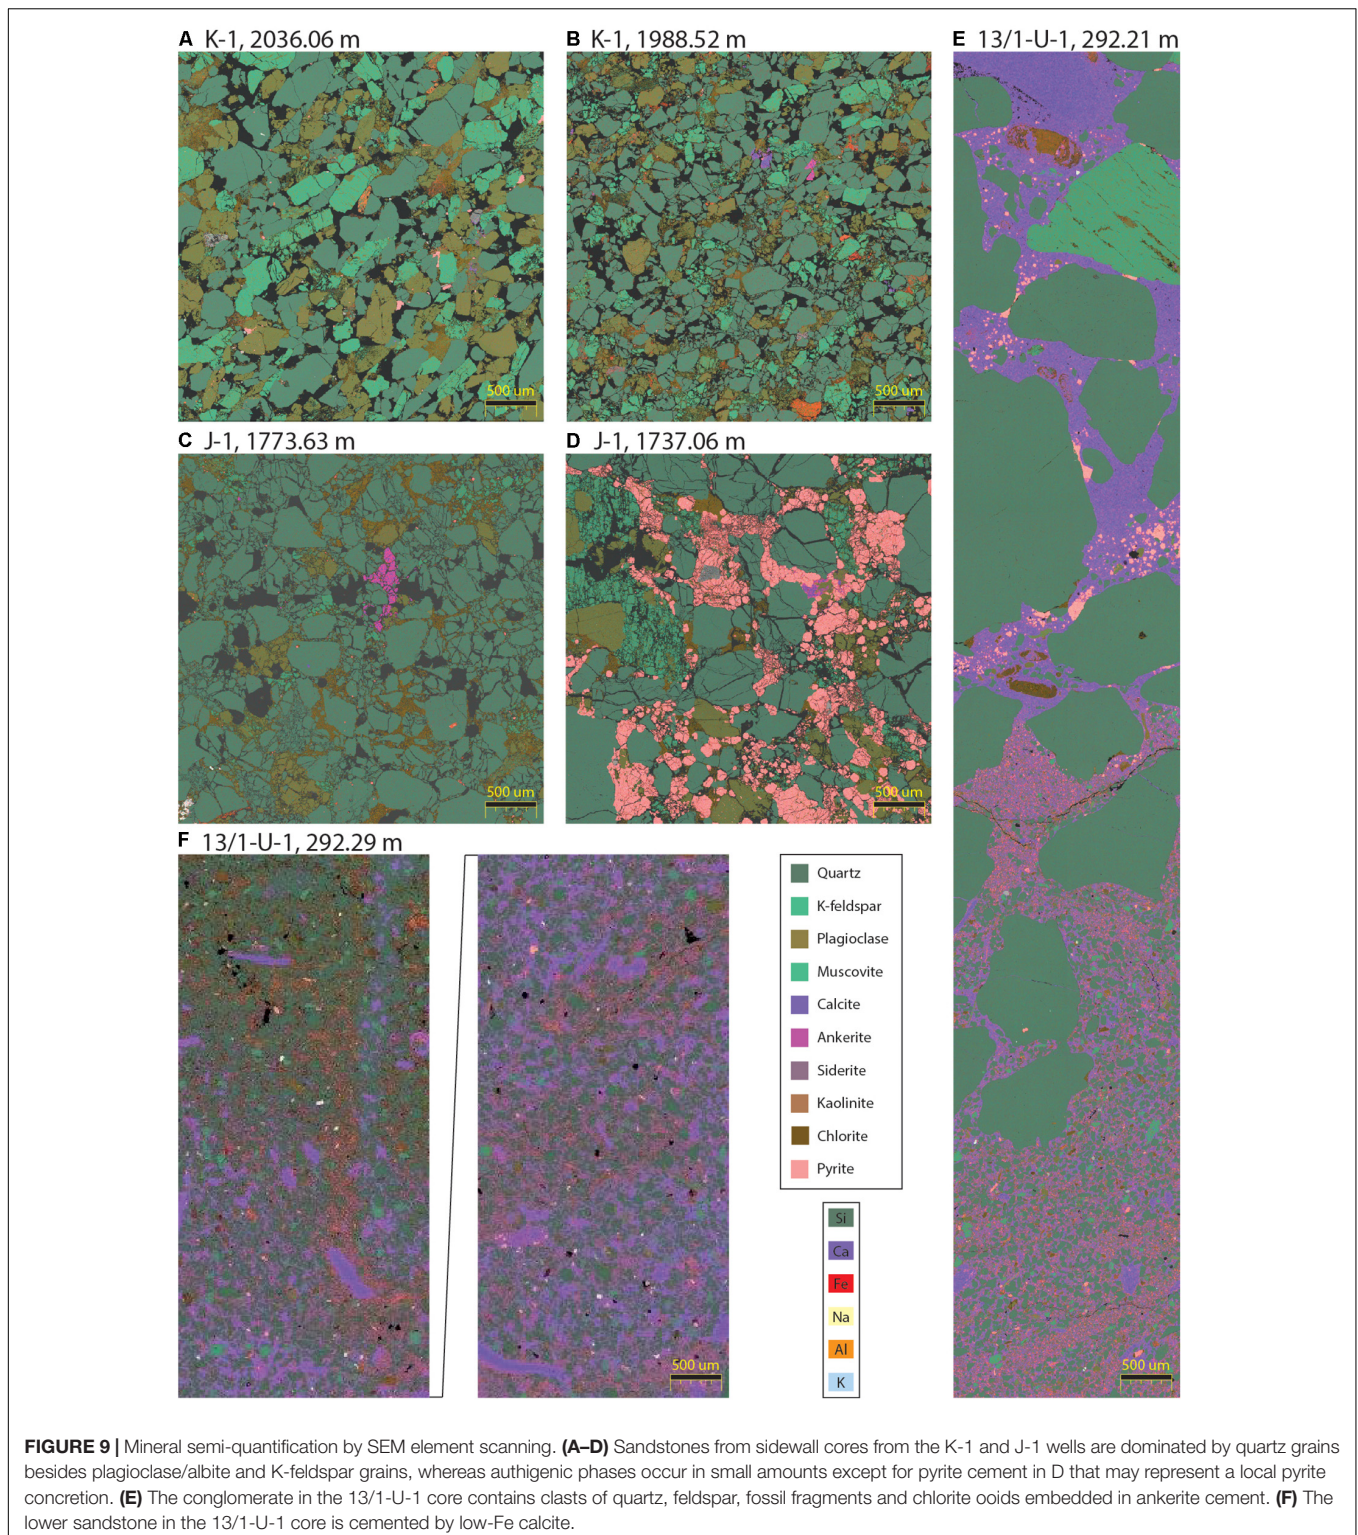 A K-1, 2036.06 m
B K-1, 1988.52 m
E 13/1-U-1, 292.21 m
500 um
500 um
C J-1, 1773.63 m
D J-1, 1737.06 m
500 um
500 um
F 13/1-U-1, 292.29 m
500 um
Quartz
K-feldspar
Plagioclase
Muscovite
Calcite
Ankerite
Siderite
Kaolinite
Chlorite
Pyrite
Si
Ca
Fe
Na
Al
K
500 um
FIGURE 9 | Mineral semi-quantification by SEM element scanning. (A–D) Sandstones from sidewall cores from the K-1 and J-1 wells are dominated by quartz grains
besides plagioclase/albite and K-feldspar grains, whereas authigenic phases occur in small amounts except for pyrite cement in D that may represent a local pyrite
concretion. (E) The conglomerate in the 13/1-U-1 core contains clasts of quartz, feldspar, fossil fragments and chlorite ooids embedded in ankerite cement. (F) The
lower sandstone in the 13/1-U-1 core is cemented by low-Fe calcite.